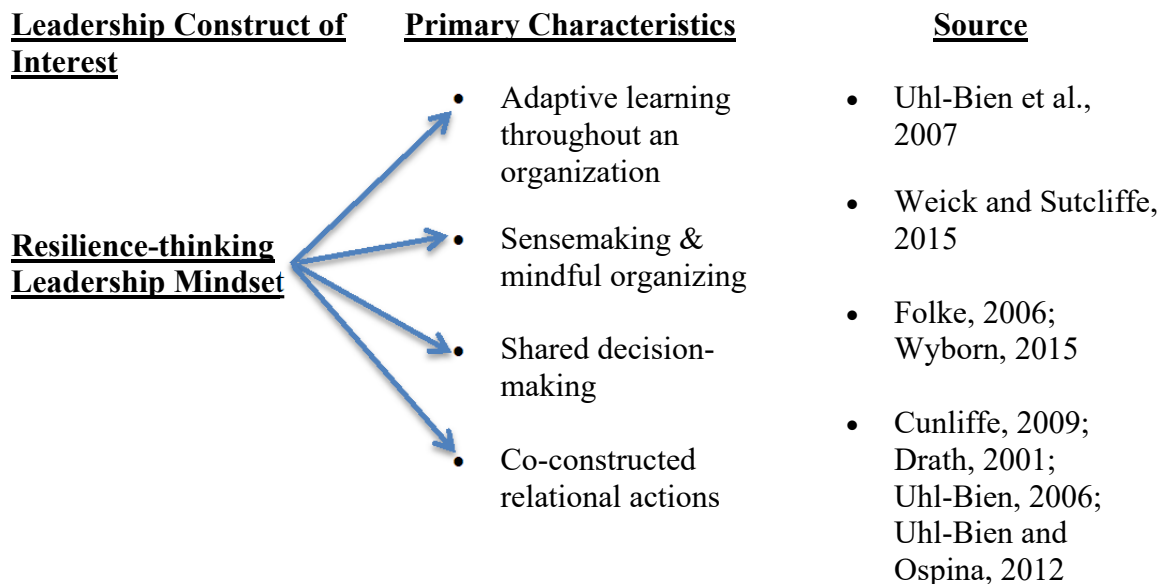 Leadership Construct of
Interest
Primary Characteristics
Source
Resilience-thinking
Leadership Mindset
• Adaptive learning
throughout an
organization
• Sensemaking &
mindful organizing
• Shared decision-
making
• Co-constructed
relational actions
• Uhl-Bien et al.,
2007
• Weick and Sutcliffe,
2015
• Folke, 2006;
Wyborn, 2015
• Cunliffe, 2009;
Drath, 2001;
Uhl-Bien, 2006;
Uhl-Bien and
Ospina, 2012